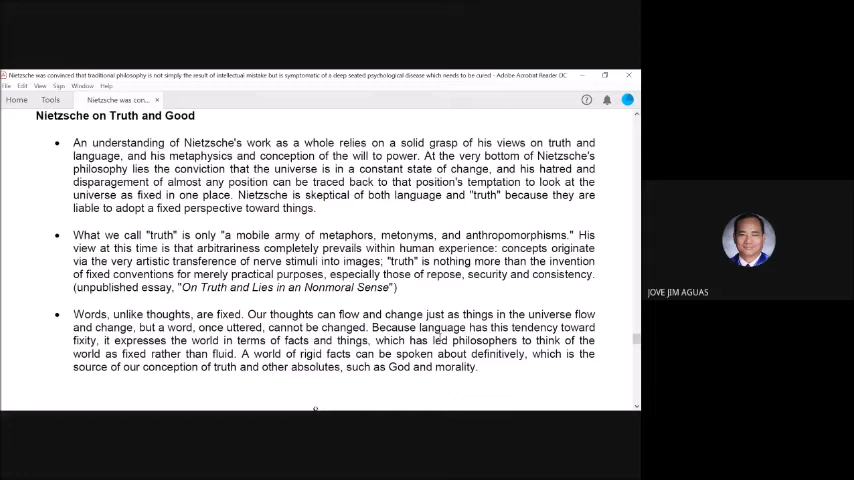 Nietzsche was convinced that traditional philosophy is not simply the result of intellectual mistake but is symptomatic of a deep seated psychological disease which needs to be cured - Adobe Acrobat Reader DC
File Edit View Sign Window Help
Home Tools Nietzsche was con... ×
Nietzsche on Truth and Good
• An understanding of Nietzsche's work as a whole relies on a solid grasp of his views on truth and
language, and his metaphysics and conception of the will to power. At the very bottom of Nietzsche's
philosophy lies the conviction that the universe is in a constant state of change, and his hatred and
disparagement of almost any position can be traced back to that position's temptation to look at the
universe as fixed in one place. Nietzsche is skeptical of both language and "truth" because they are
liable to adopt a fixed perspective toward things.
• What we call "truth" is only "a mobile army of metaphors, metonyms, and anthropomorphisms." His
view at this time is that arbitrariness completely prevails within human experience: concepts originate
via the very artistic transference of nerve stimuli into images; "truth" is nothing more than the invention
of fixed conventions for merely practical purposes, especially those of repose, security and consistency.
(unpublished essay, "On Truth and Lies in an Nonmoral Sense")
• Words, unlike thoughts, are fixed. Our thoughts can flow and change just as things in the universe flow
and change, but a word, once uttered, cannot be changed. Because language has this tendency toward
fixity, it expresses the world in terms of facts and things, which has led philosophers to think of the
world as fixed rather than fluid. A world of rigid facts can be spoken about definitively, which is the
source of our conception of truth and other absolutes, such as God and morality.
JOVE JIM AGUAS